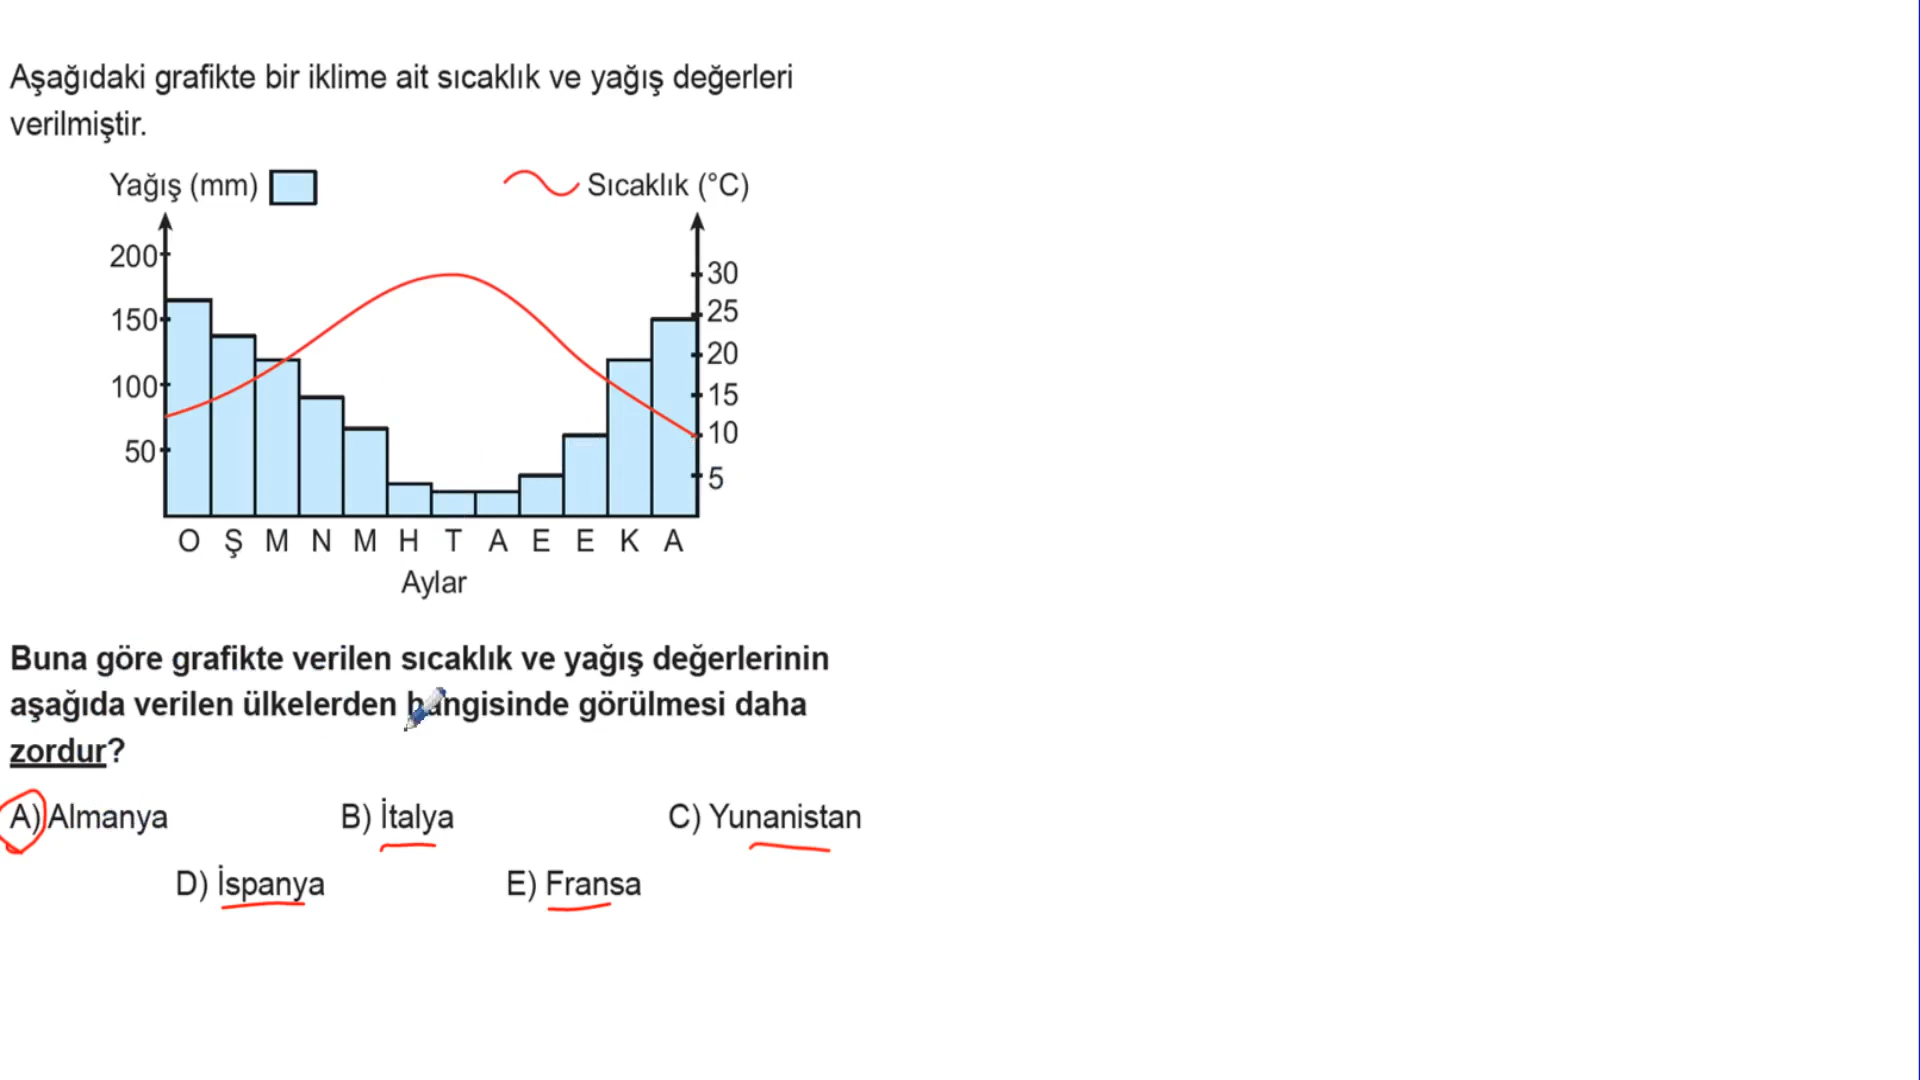 Aşağıdaki grafikte bir iklime ait sıcaklık ve yağış değerleri
verilmiştir.
Yağış (mm) Sıcaklık (°C)
200
150
100
50
30
25
20
15
10
5
O Ş M N M H T A E E K A
Aylar
Buna göre grafikte verilen sıcaklık ve yağış değerlerinin
aşağıda verilen ülkelerden hangisinde görülmesi daha
zordur?
A) Almanya B) İtalya C) Yunanistan
D) İspanya E) Fransa